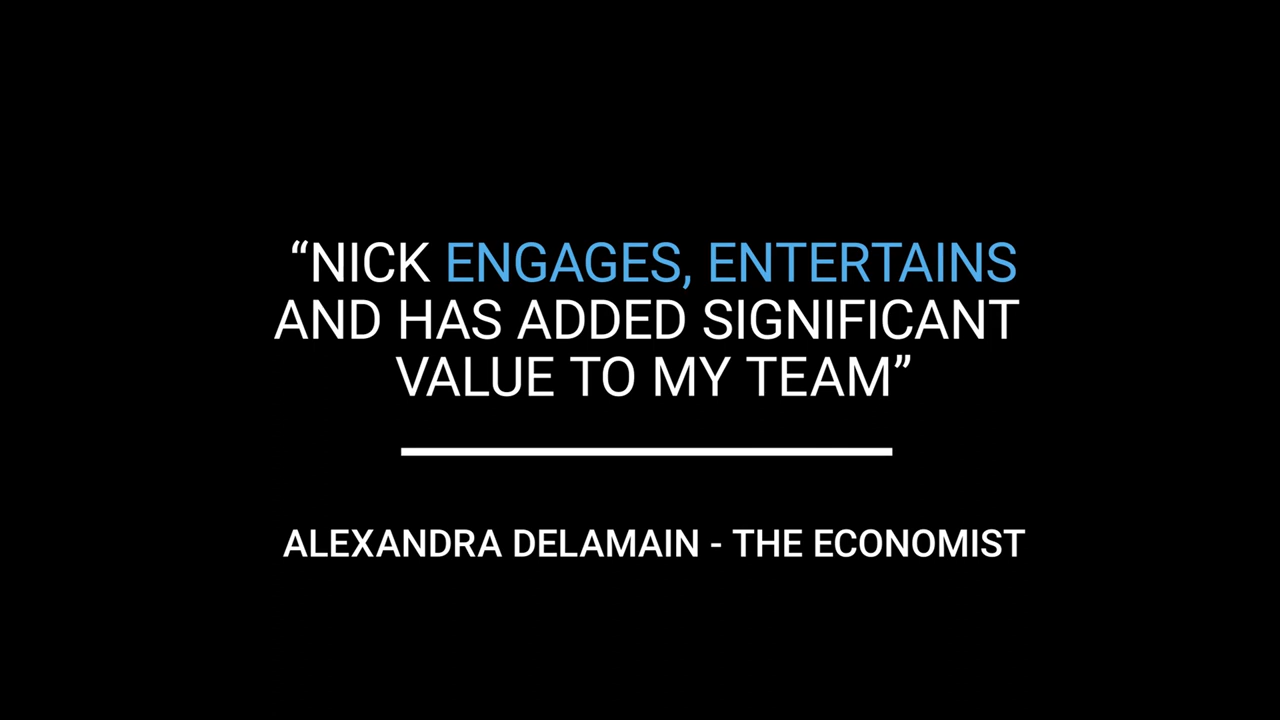 “NICK ENGAGES, ENTERTAINS
AND HAS ADDED SIGNIFICANT
VALUE TO MY TEAM”
ALEXANDRA DELAMAIN - THE ECONOMIST